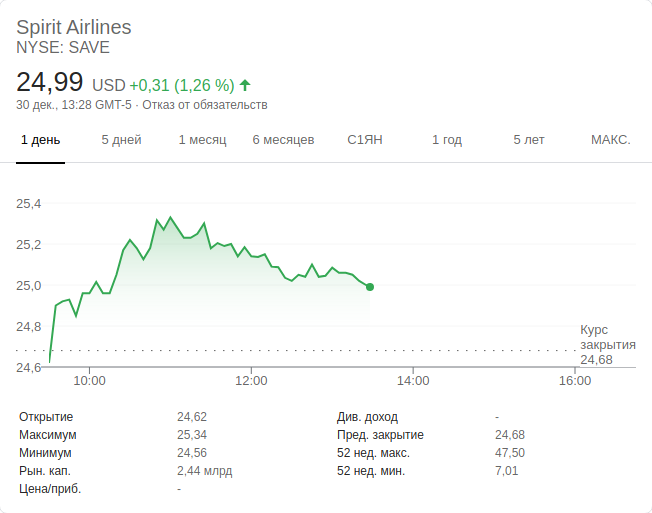 Spirit Airlines
NYSE: SAVE
24,99 USD +0,31 (1,26 %)
30 дек., 13:28 GMT-5 · Отказ от обязательств
1 день 5 дней 1 месяц 6 месяцев С1ЯН 1 год 5 лет МАКС.
25,4
25,2
25,0
24,8
24,6
Курс
закрытия
24,68
10:00 12:00 14:00 16:00
Открытие 24,62 Див. доход -
Максимум 25,34 Пред. закрытие 24,68
Минимум 24,56 52 нед. макс. 47,50
Рын. кап. 2,44 млрд 52 нед. мин. 7,01
Цена/приб. -